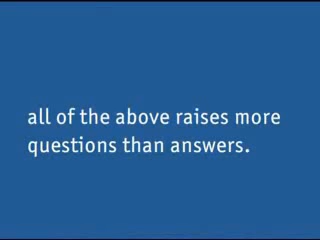 all of the above raises more
questions than answers.